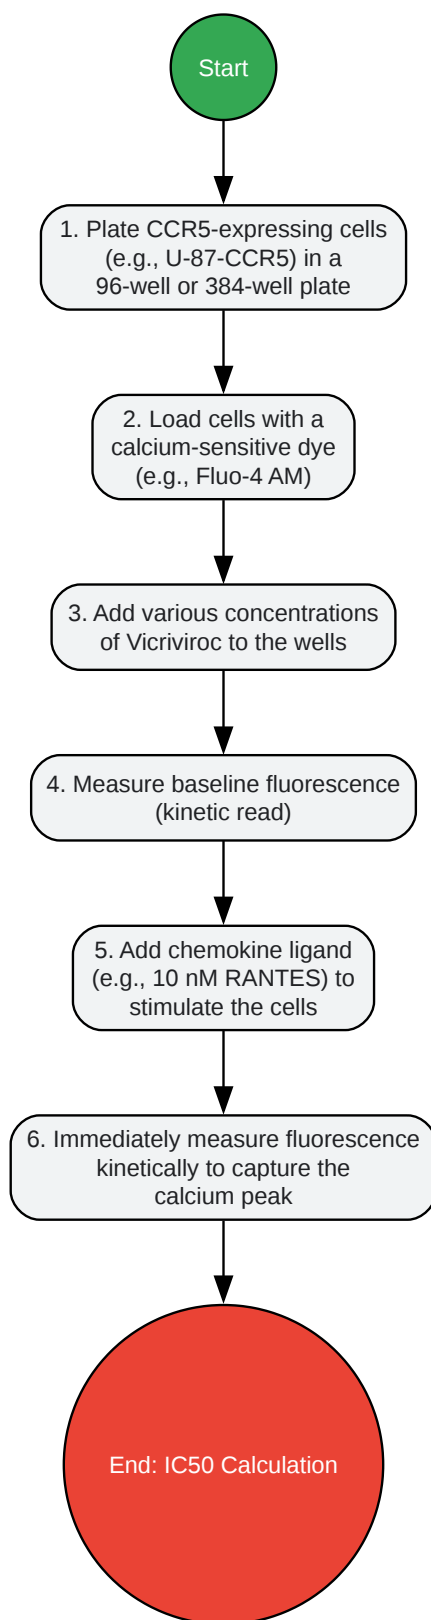 Start
1. Plate CCR5-expressing cells
(e.g., U-87-CCR5) in a
96-well or 384-well plate
2. Load cells with a
calcium-sensitive dye
(e.g., Fluo-4 AM)
3. Add various concentrations
of Vicriviroc to the wells
4. Measure baseline fluorescence
(kinetic read)
5. Add chemokine ligand
(e.g., 10 nM RANTES) to
stimulate the cells
6. Immediately measure fluorescence
kinetically to capture the
calcium peak
End: IC50 Calculation